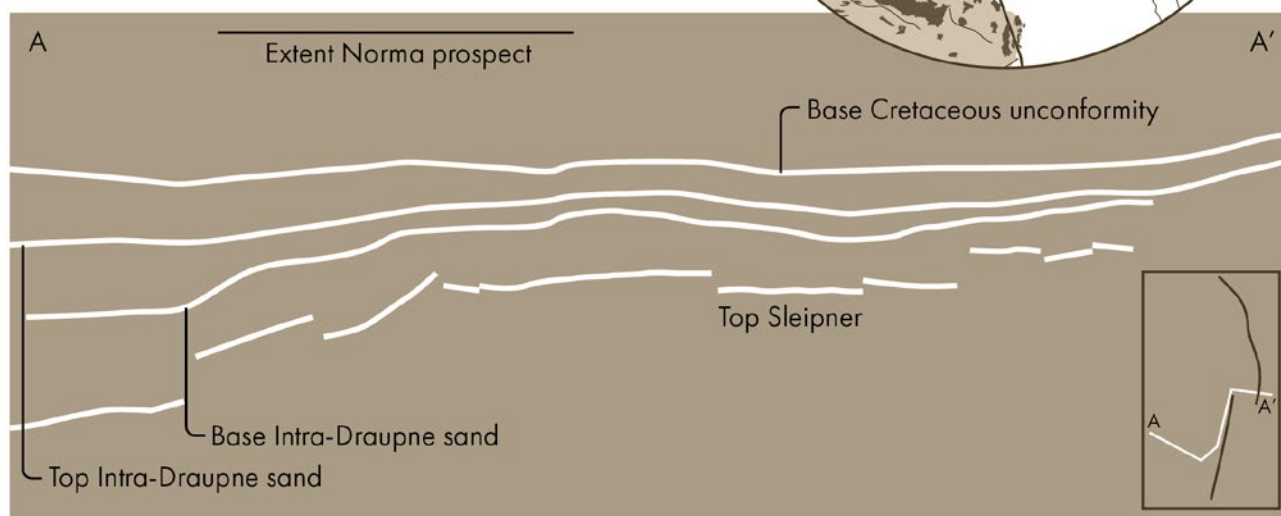 A
A'
Extent Norma prospect
Base Cretaceous unconformity
Top Sleipner
Base Intra-Draupne sand
Top Intra-Draupne sand
A
A'